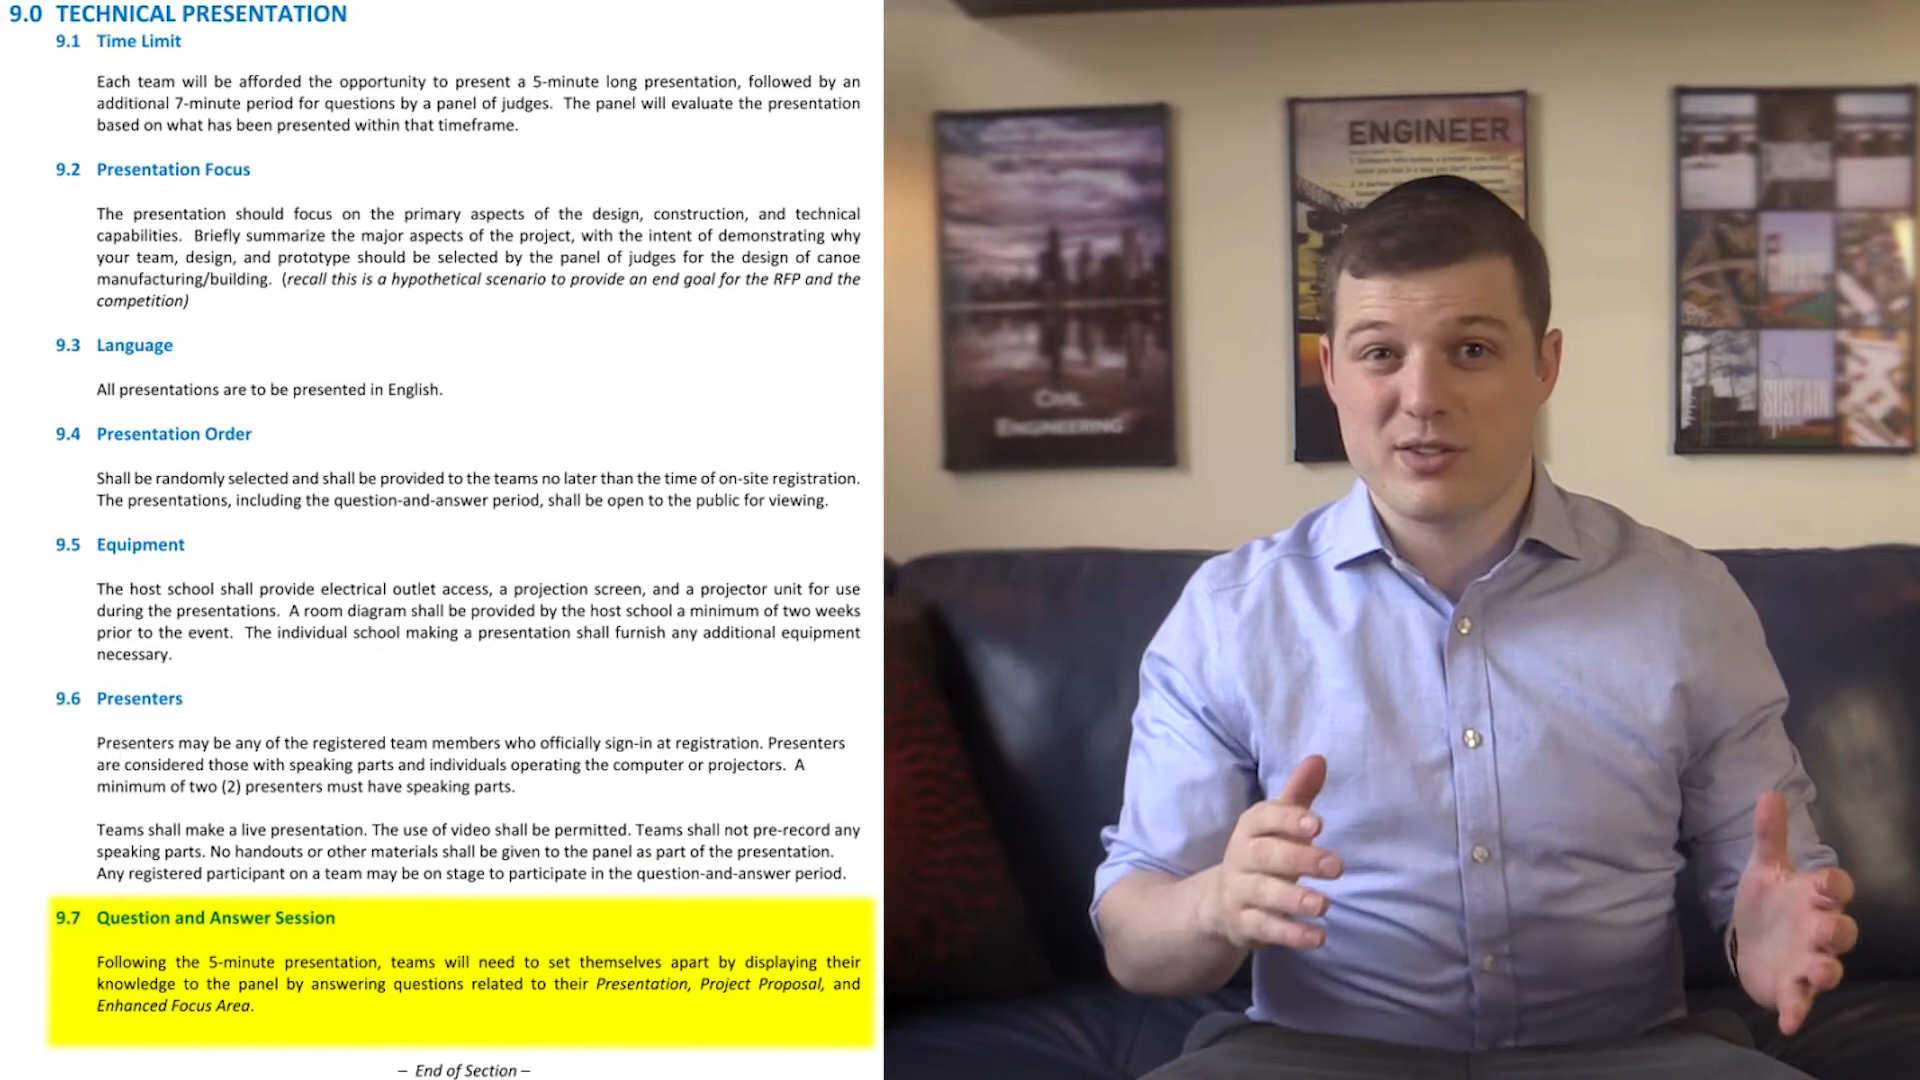 9.0 TECHNICAL PRESENTATION
9.1 Time Limit
Each team will be afforded the opportunity to present a 5-minute long presentation, followed by an
additional 7-minute period for questions by a panel of judges. The panel will evaluate the presentation
based on what has been presented within that timeframe.
9.2 Presentation Focus
The presentation should focus on the primary aspects of the design, construction, and technical
capabilities. Briefly summarize the major aspects of the project, with the intent of demonstrating why
your team, design, and prototype should be selected by the panel of judges for the design of canoe
manufacturing/building. (recall this is a hypothetical scenario to provide an end goal for the RFP and the
competition)
9.3 Language
All presentations are to be presented in English.
9.4 Presentation Order
Shall be randomly selected and shall be provided to the teams no later than the time of on-site registration.
The presentations, including the question-and-answer period, shall be open to the public for viewing.
9.5 Equipment
The host school shall provide electrical outlet access, a projection screen, and a projector unit for use
during the presentations. A room diagram shall be provided by the host school a minimum of two weeks
prior to the event. The individual school making a presentation shall furnish any additional equipment
necessary.
9.6 Presenters
Presenters may be any of the registered team members who officially sign-in at registration. Presenters
are considered those with speaking parts and individuals operating the computer or projectors. A
minimum of two (2) presenters must have speaking parts.
Teams shall make a live presentation. The use of video shall be permitted. Teams shall not pre-record any
speaking parts. No handouts or other materials shall be given to the panel as part of the presentation.
Any registered participant on a team may be on stage to participate in the question-and-answer period.
9.7 Question and Answer Session
Following the 5-minute presentation, teams will need to set themselves apart by displaying their
knowledge to the panel by answering questions related to their Presentation, Project Proposal, and
Enhanced Focus Area.
– End of Section –
CIVIL
ENGINEERING
ENGINEER